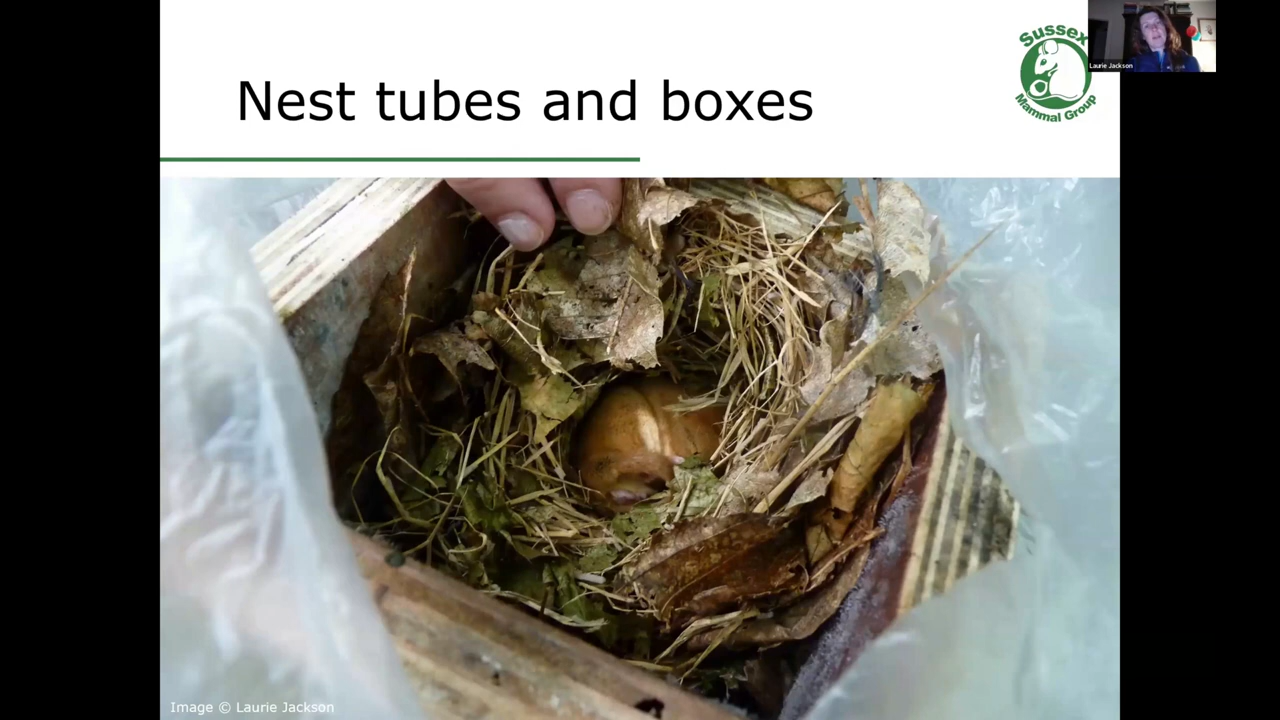 Nest tubes and boxes
Sussex
Mammal Group
Laurie Jackson
Image © Laurie Jackson